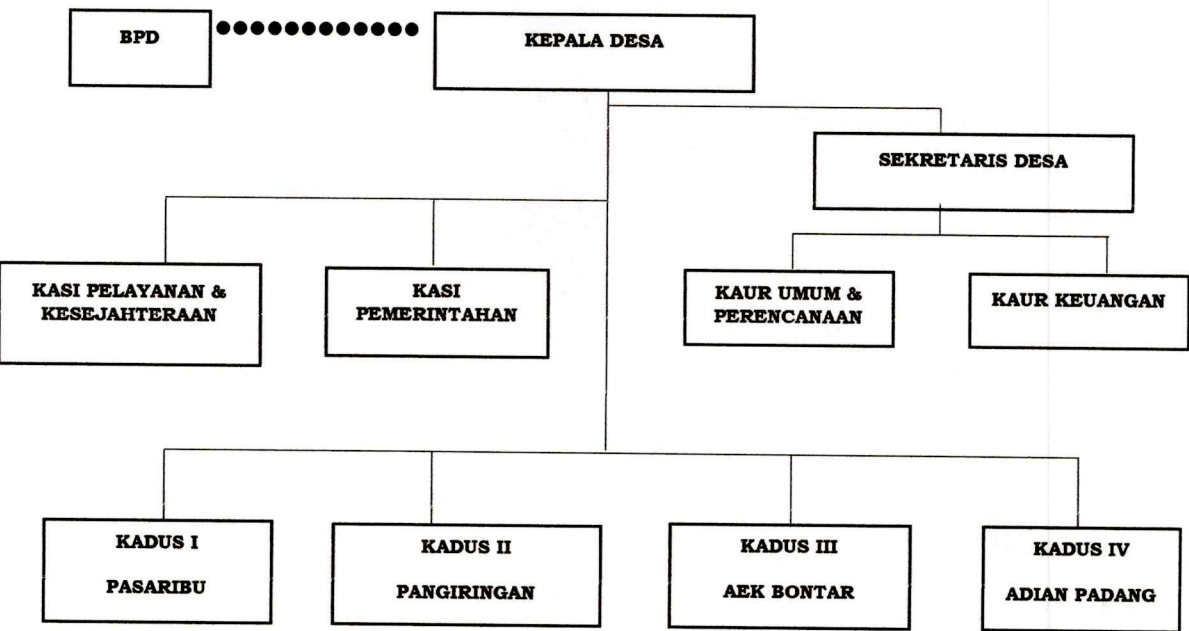 BPD
KEPALA DESA
SEKRETARIS DESA
KASI PELAYANAN &
KESEJAHTERAAN
KASI
PEMERINTAHAN
KAUR UMUM &
PERENCANAAN
KAUR KEUANGAN
KADUS I
PASARIBU
KADUS II
PANGIRINGAN
KADUS III
AEK BONTAR
KADUS IV
ADIAN PADANG